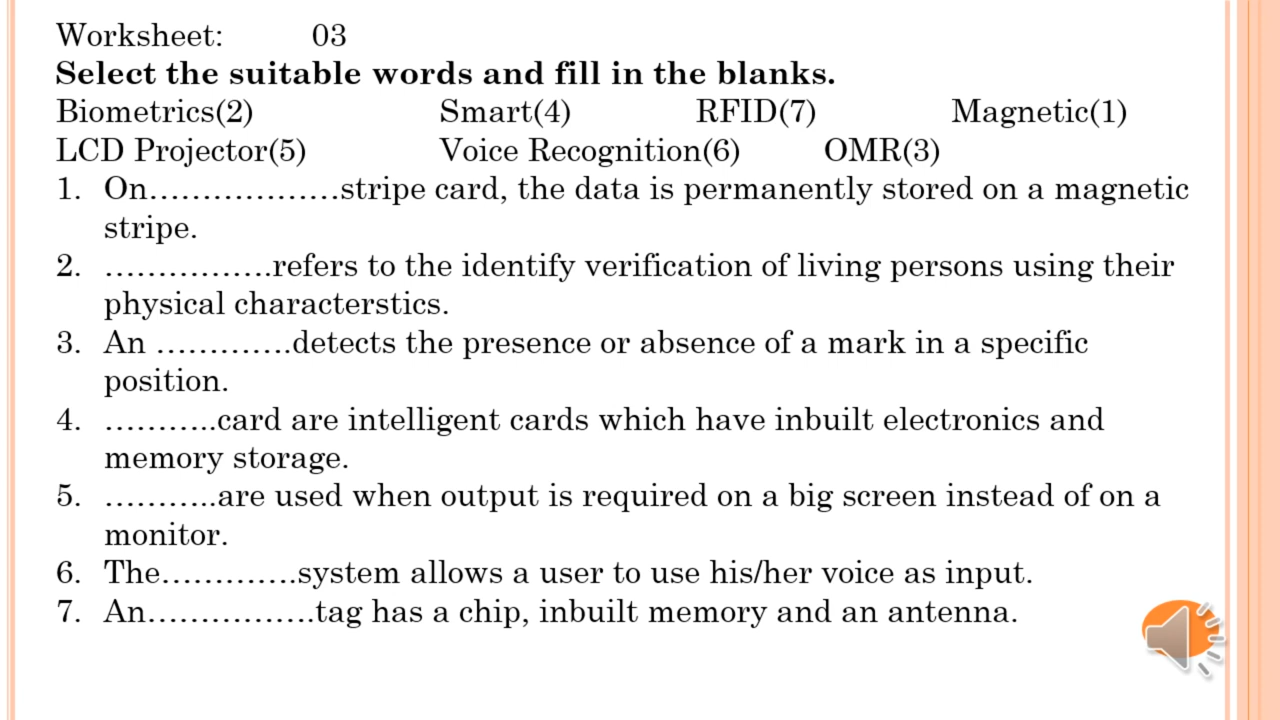 Worksheet: 03
Select the suitable words and fill in the blanks.
Biometrics(2) Smart(4) RFID(7) Magnetic(1)
LCD Projector(5) Voice Recognition(6) OMR(3)
1. On………………stripe card, the data is permanently stored on a magnetic
stripe.
2. …………….refers to the identify verification of living persons using their
physical characterstics.
3. An ………….detects the presence or absence of a mark in a specific
position.
4. ………..card are intelligent cards which have inbuilt electronics and
memory storage.
5. ………..are used when output is required on a big screen instead of on a
monitor.
6. The………….system allows a user to use his/her voice as input.
7. An…………….tag has a chip, inbuilt memory and an antenna.